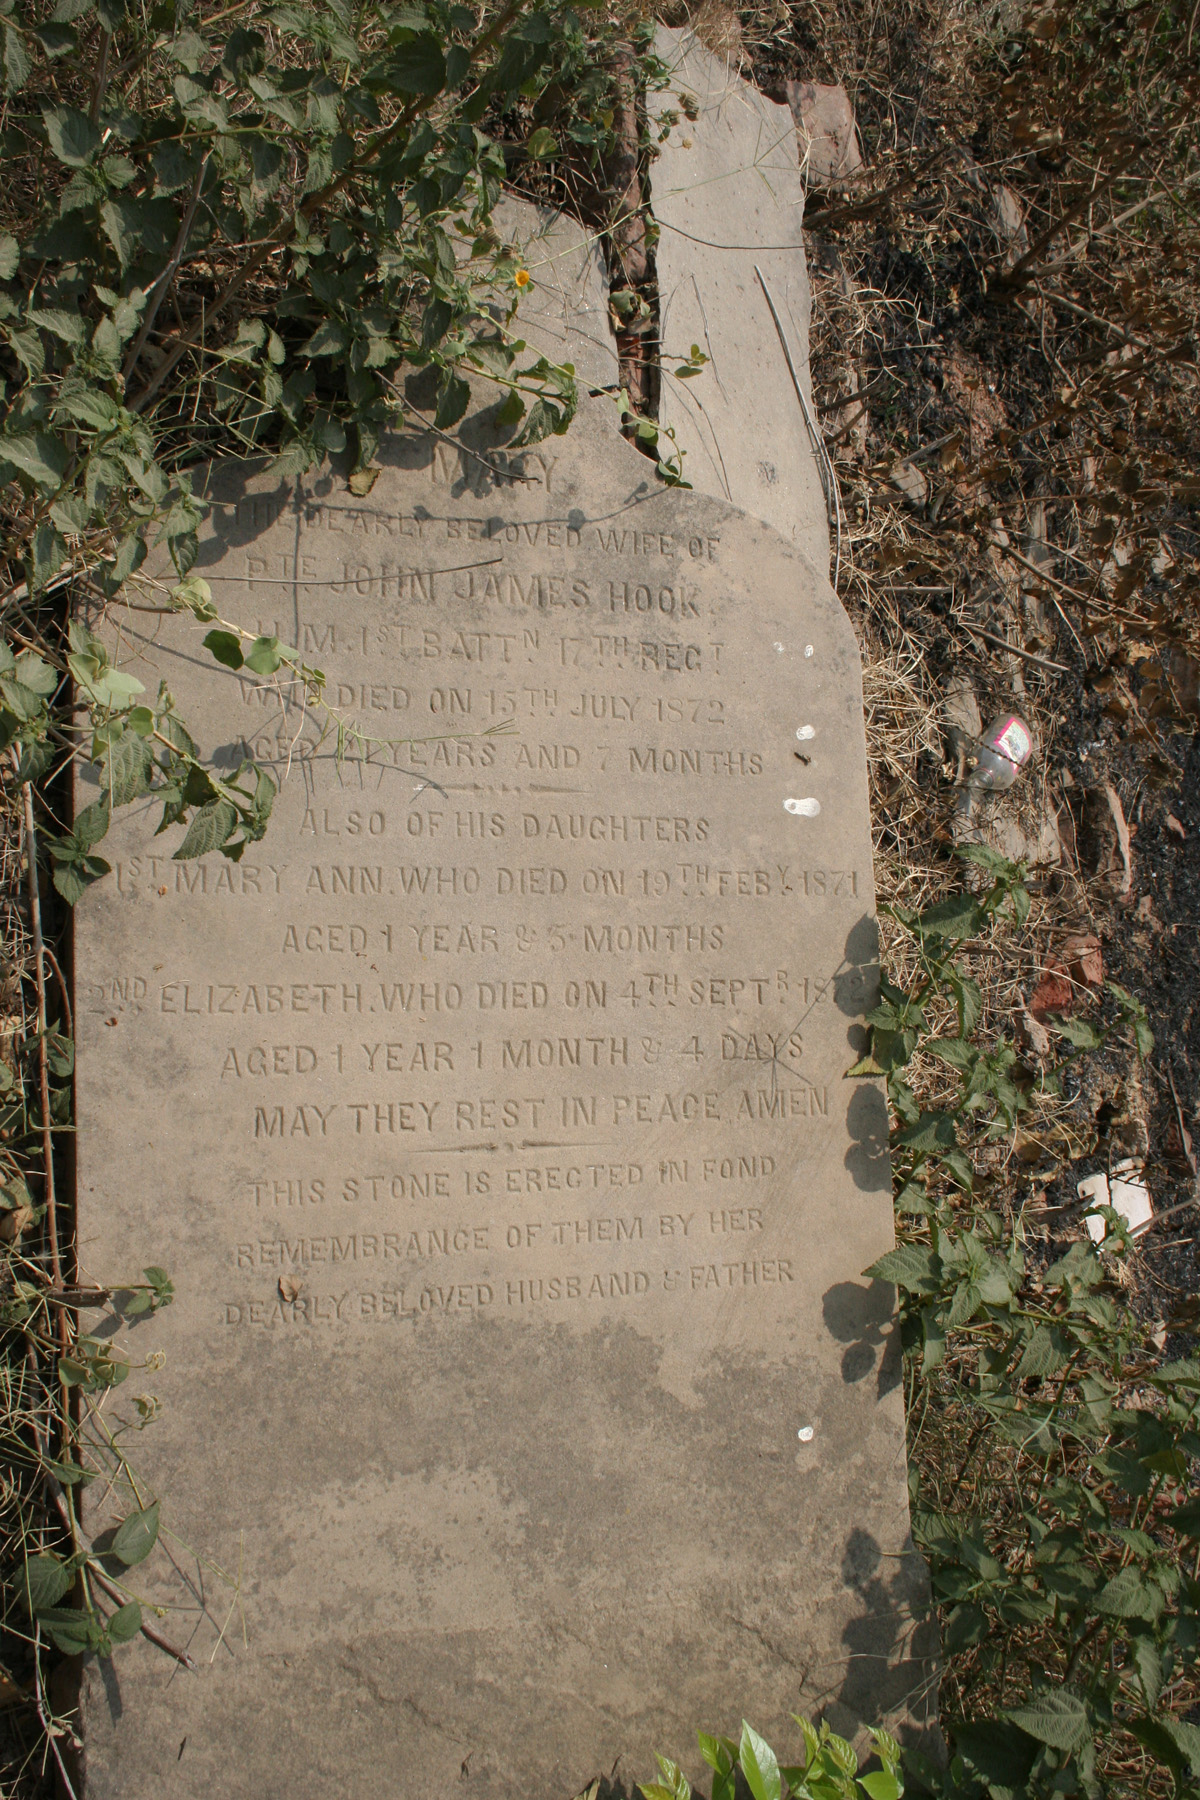 MARY
THE DEARLY BELOVED WIFE OF
PTE JOHN JAMES HOOK.
H.M. 1ST BATTN 17TH REGT
WHO DIED ON 15TH JULY 1872
AGED YEARS AND 7 MONTHS
ALSO OF HIS DAUGHTERS
1ST MARY ANN. WHO DIED ON 19TH FEBY 1871
AGED 1 YEAR & 5 MONTHS
2ND ELIZABETH. WHO DIED ON 4TH SEPTR 1872
AGED 1 YEAR 1 MONTH & 4 DAYS
MAY THEY REST IN PEACE, AMEN
THIS STONE IS ERECTED IN FOND
REMEMBRANCE OF THEM BY HER
DEARLY BELOVED HUSBAND & FATHER